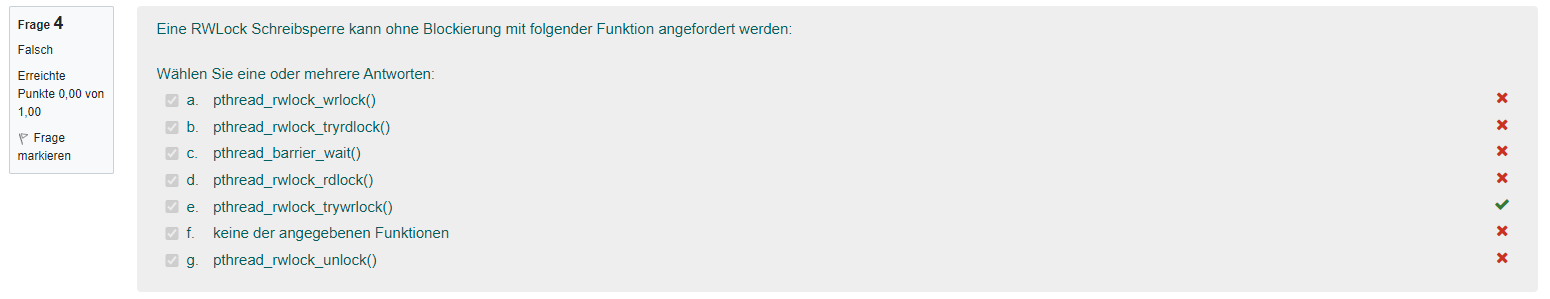 Frage 4
Falsch
Erreichte
Punkte 0,00 von
1,00
Frage
markieren
Eine RWLock Schreibsperre kann ohne Blockierung mit folgender Funktion angefordert werden:
Wählen Sie eine oder mehrere Antworten:
a. pthread_rwlock_wrlock()
b. pthread_rwlock_tryrdlock()
c. pthread_barrier_wait()
d. pthread_rwlock_rdlock()
e. pthread_rwlock_trywrlock()
f. keine der angegebenen Funktionen
g. pthread_rwlock_unlock()